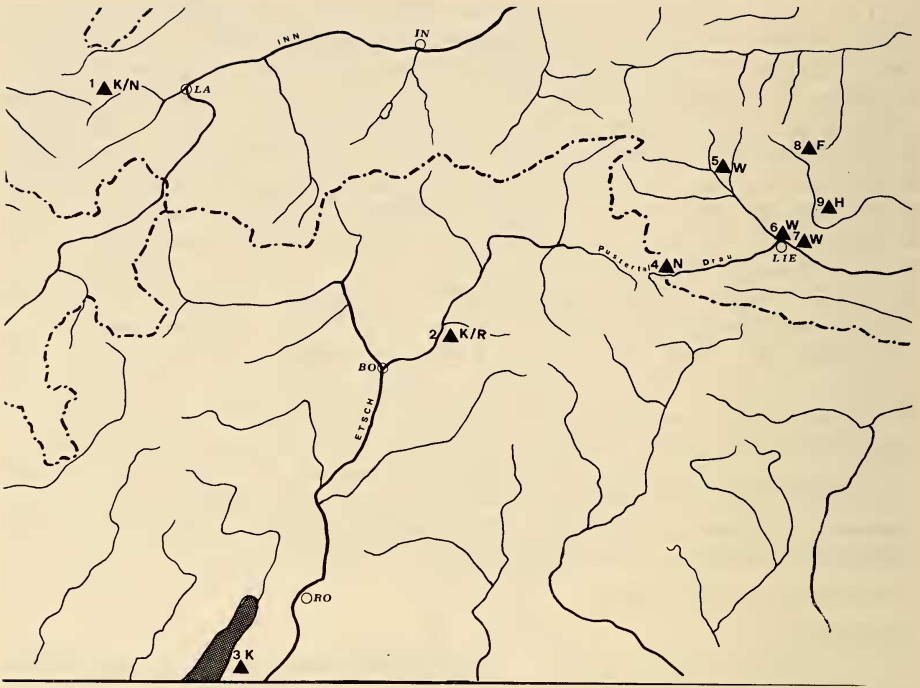 INN
IN
1 K/N
LA
8 F
5 W
9 H
6 W
7 W
LIE
Pustertal
4 N
Drau
2 K/R
BO
ETSCH
RO
3 K